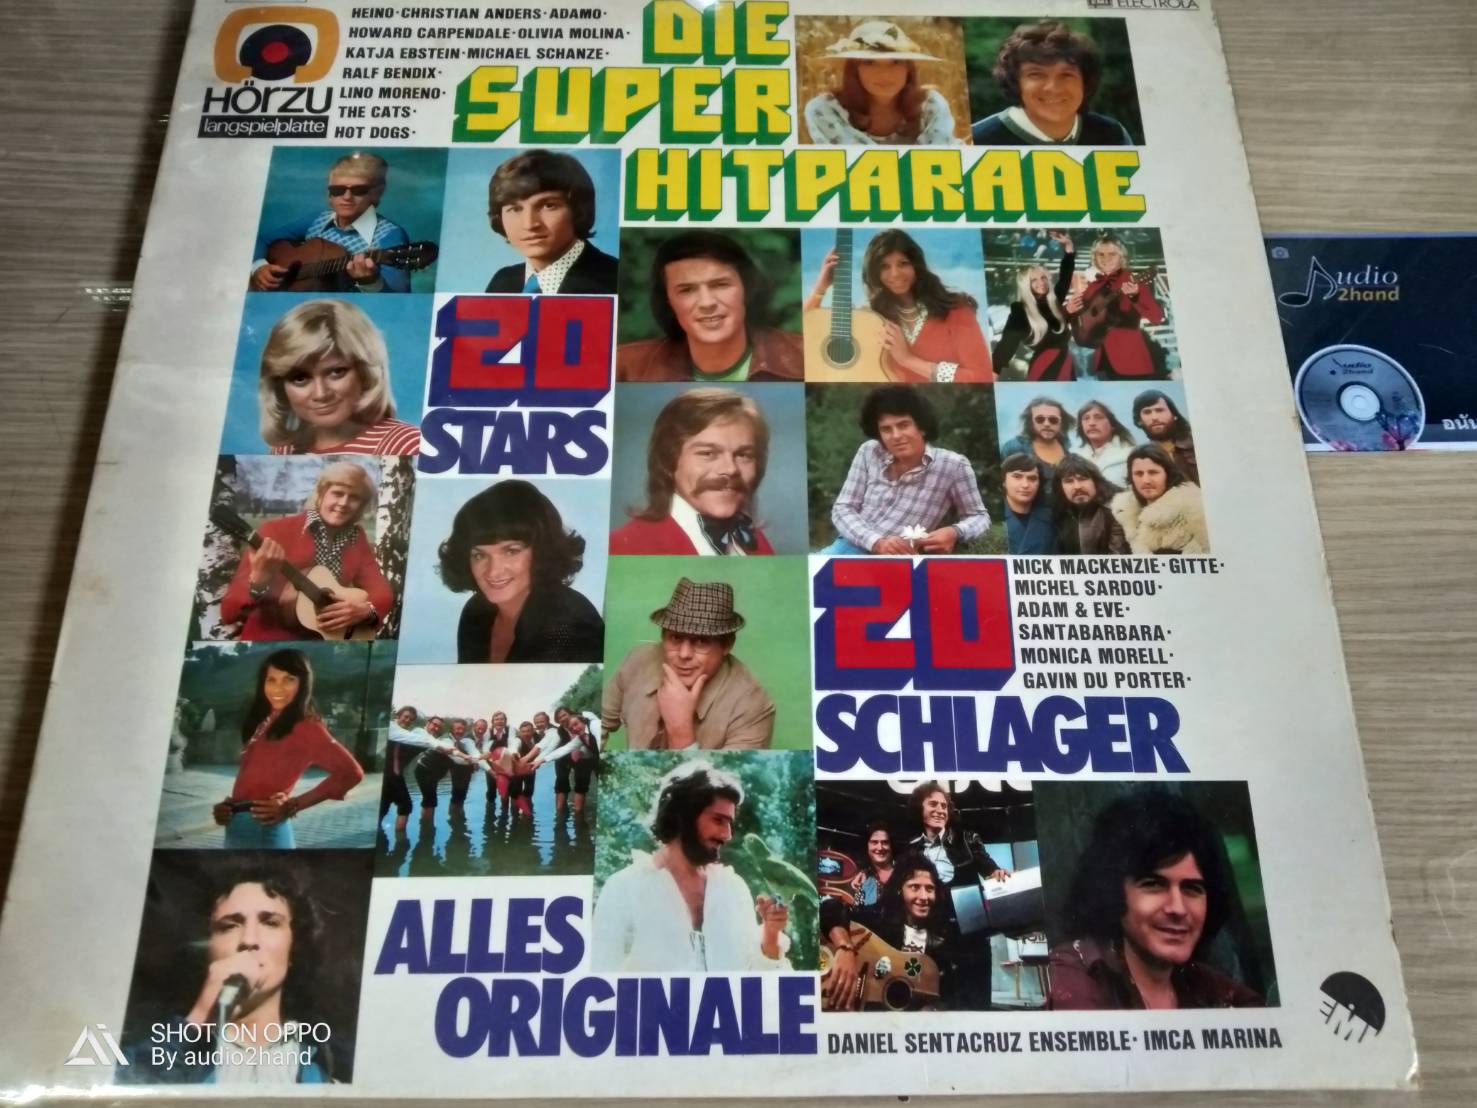 HEINO·CHRISTIAN ANDERS·ADAMO·
HOWARD CARPENDALE·OLIVIA MOLINA·
KATJA EBSTEIN·MICHAEL SCHANZE·
RALF BENDIX·
LINO MORENO·
THE CATS·
HOT DOGS·
HÖRZU
langspielplatte
DIE
SUPER
HITPARADE
ELECTROLA
20
STARS
20
SCHLAGER
NICK MACKENZIE·GITTE·
MICHEL SARDOU·
ADAM & EVE·
SANTABARBARA·
MONICA MORELL·
GAVIN DU PORTER·
ALLES
ORIGINALE
DANIEL SENTACRUZ ENSEMBLE·IMCA MARINA
EMI
Audio
2hand
Audio
2hand
SHOT ON OPPO
By audio2hand